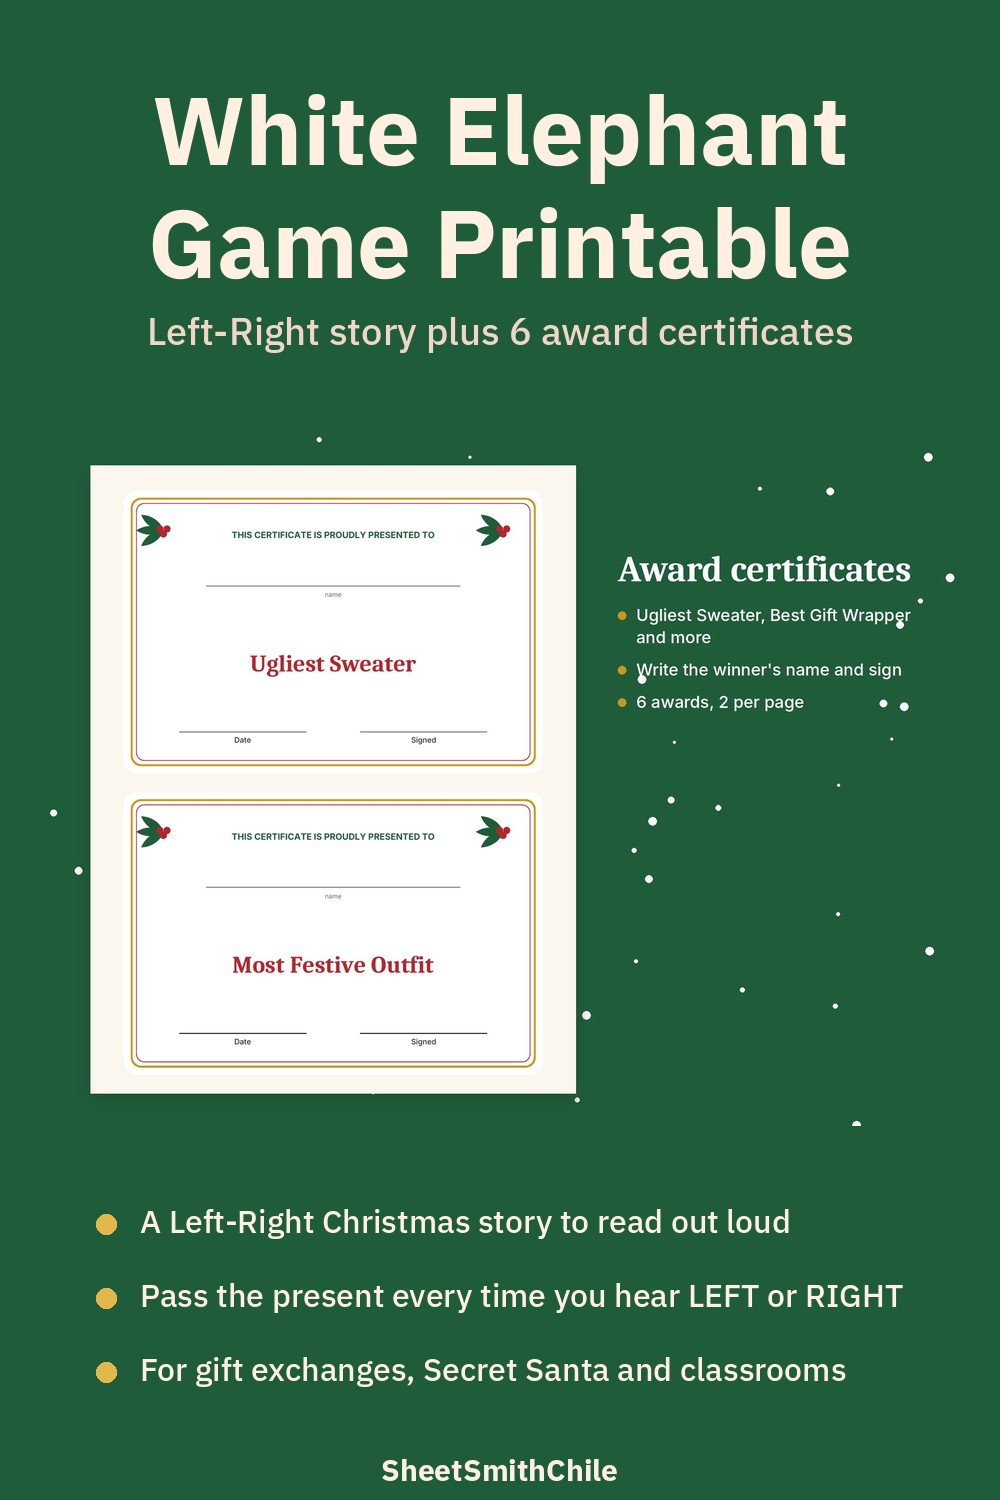 White Elephant
Game Printable
Left-Right story plus 6 award certificates
THIS CERTIFICATE IS PROUDLY PRESENTED TO
name
Ugliest Sweater
Date Signed
THIS CERTIFICATE IS PROUDLY PRESENTED TO
name
Most Festive Outfit
Date Signed
Award certificates
Ugliest Sweater, Best Gift Wrapper
and more
Write the winner's name and sign
6 awards, 2 per page
A Left-Right Christmas story to read out loud
Pass the present every time you hear LEFT or RIGHT
For gift exchanges, Secret Santa and classrooms
SheetSmithChile